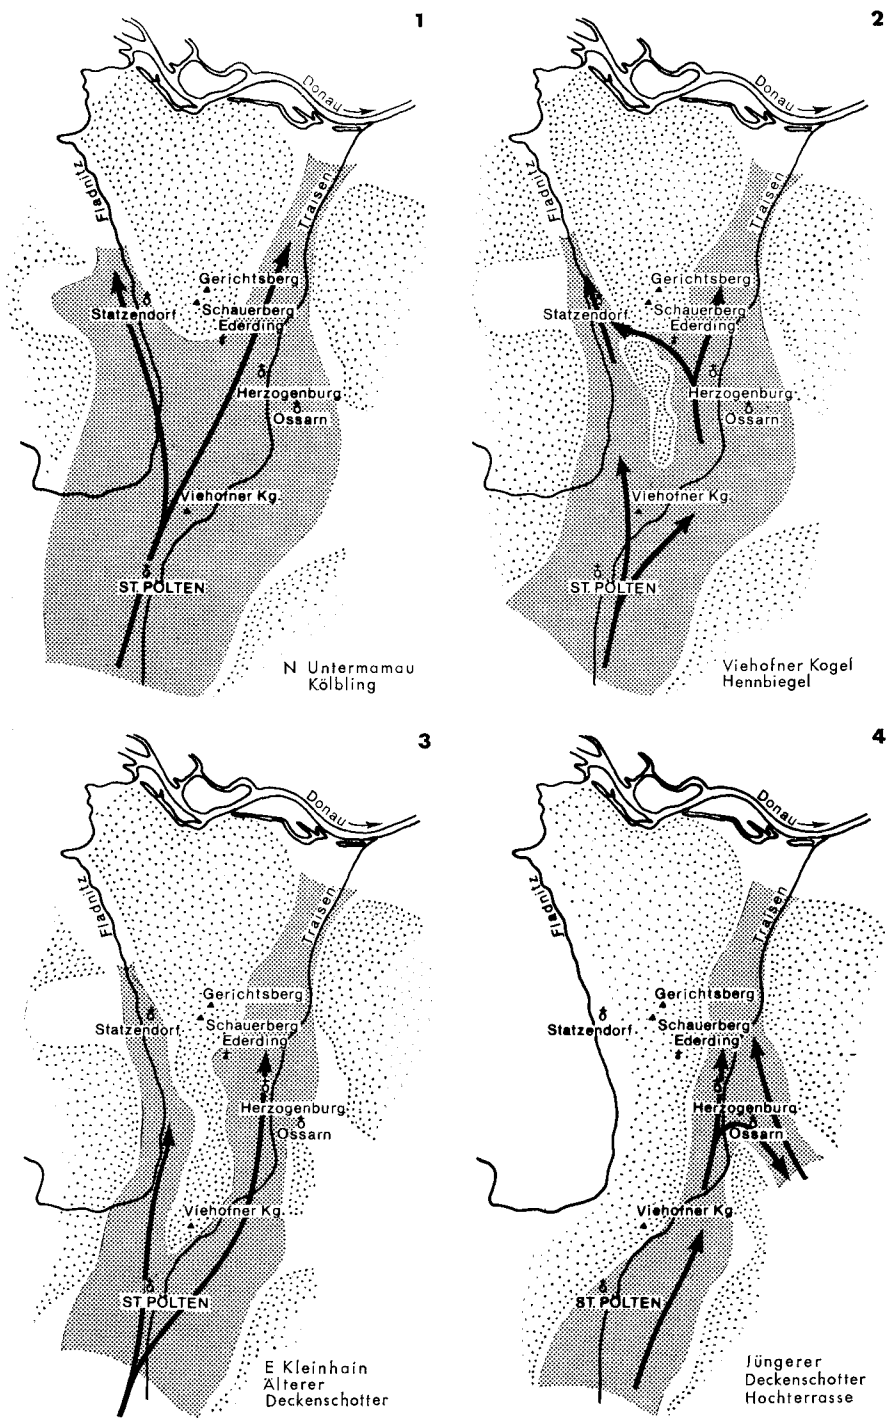 1
Donau
Fladnitz
Traisen
Gerichtsberg
Statzendorf
Schauerberg
Ederding
Herzogenburg
Ossarn
Viehofner Kg.
ST. PÖLTEN
N Untermamau
Kölbling
2
Donau
Fladnitz
Traisen
Gerichtsberg
Statzendorf
Schauerberg
Ederding
Herzogenburg
Ossarn
Viehofner Kg.
ST. PÖLTEN
Viehofner Kogel
Hennbiegel
3
Donau
Fladnitz
Traisen
Gerichtsberg
Statzendorf
Schauerberg
Ederding
Herzogenburg
Ossarn
Viehofner Kg.
ST. PÖLTEN
E Kleinhain
Älterer
Deckenschotter
4
Donau
Fladnitz
Traisen
Gerichtsberg
Statzendorf
Schauerberg
Ederding
Herzogenburg
Ossarn
Viehofner Kg.
ST. PÖLTEN
Jüngerer
Deckenschotter
Hochterrasse